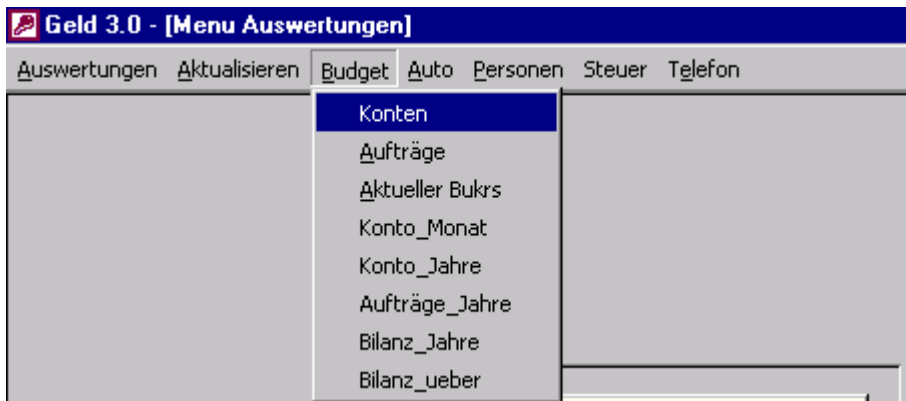 Geld 3.0 - [Menu Auswertungen]
Auswertungen Aktualisieren Budget Auto Personen Steuer Telefon
Konten
Aufträge
Aktueller Bukrs
Konto_Monat
Konto_Jahre
Aufträge_Jahre
Bilanz_Jahre
Bilanz_ueber